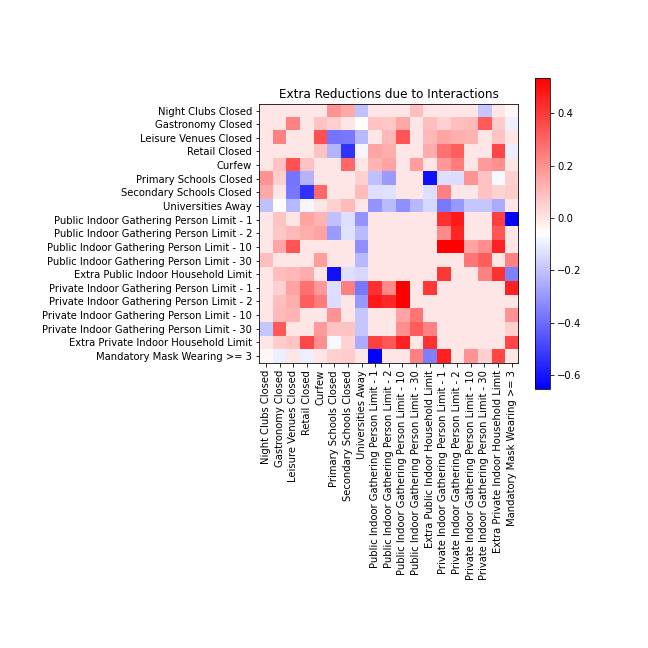 Extra Reductions due to Interactions
Night Clubs Closed
Gastronomy Closed
Leisure Venues Closed
Retail Closed
Curfew
Primary Schools Closed
Secondary Schools Closed
Universities Away
Public Indoor Gathering Person Limit - 1
Public Indoor Gathering Person Limit - 2
Public Indoor Gathering Person Limit - 10
Public Indoor Gathering Person Limit - 30
Extra Public Indoor Household Limit
Private Indoor Gathering Person Limit - 1
Private Indoor Gathering Person Limit - 2
Private Indoor Gathering Person Limit - 10
Private Indoor Gathering Person Limit - 30
Extra Private Indoor Household Limit
Mandatory Mask Wearing >= 3
Night Clubs Closed
Gastronomy Closed
Leisure Venues Closed
Retail Closed
Curfew
Primary Schools Closed
Secondary Schools Closed
Universities Away
Public Indoor Gathering Person Limit - 1
Public Indoor Gathering Person Limit - 2
Public Indoor Gathering Person Limit - 10
Public Indoor Gathering Person Limit - 30
Extra Public Indoor Household Limit
Private Indoor Gathering Person Limit - 1
Private Indoor Gathering Person Limit - 2
Private Indoor Gathering Person Limit - 10
Private Indoor Gathering Person Limit - 30
Extra Private Indoor Household Limit
Mandatory Mask Wearing >= 3
0.4
0.2
0.0
−0.2
−0.4
−0.6